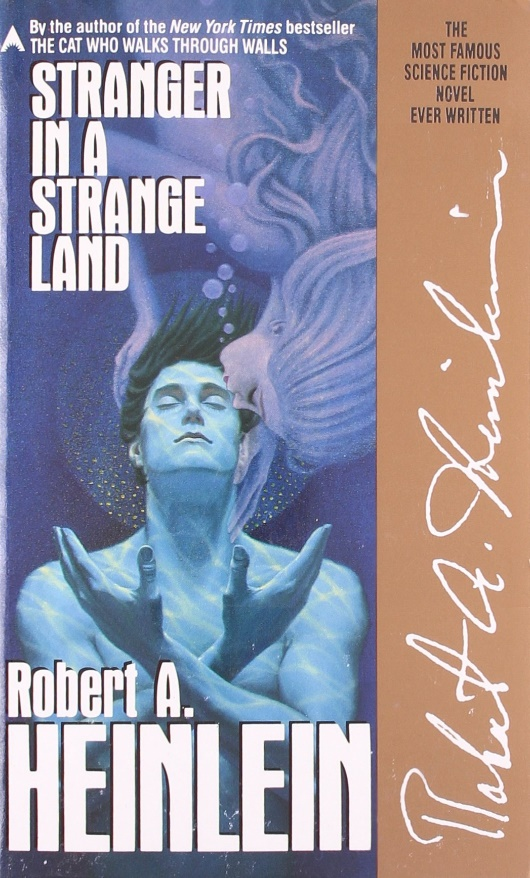 By the author of the New York Times bestseller
THE CAT WHO WALKS THROUGH WALLS
STRANGER
IN A
STRANGE
LAND
Robert A.
HEINLEIN
THE
MOST FAMOUS
SCIENCE FICTION
NOVEL
EVER WRITTEN
Robert A. Heinlein